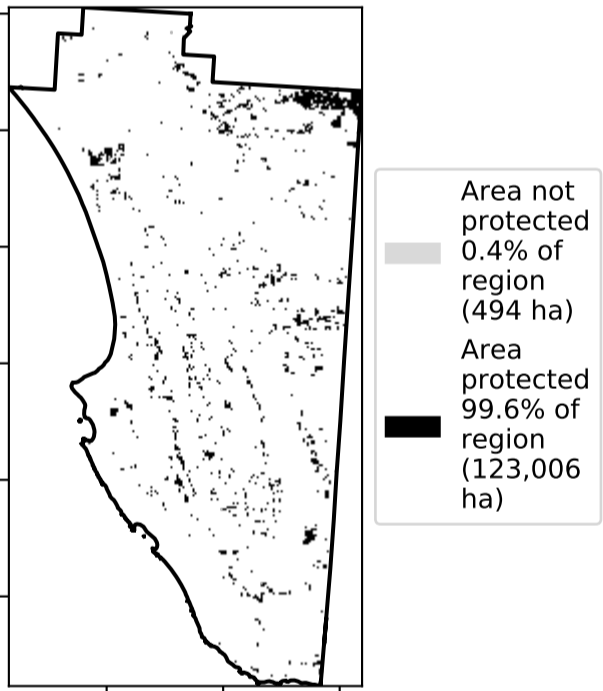 Area not
protected
0.4% of
region
(494 ha)
Area
protected
99.6% of
region
(123,006
ha)